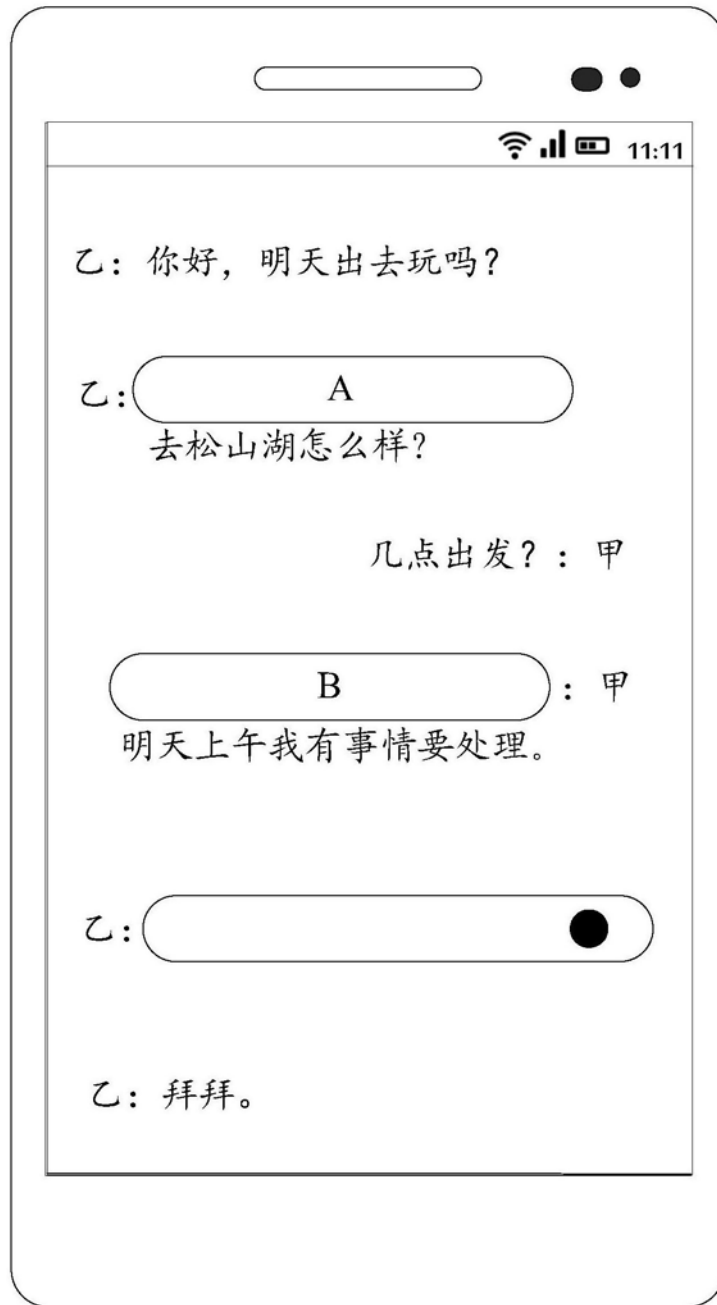 11:11
乙：你好，明天出去玩吗？
乙：A
去松山湖怎么样？
几点出发？：甲
B：甲
明天上午我有事情要处理。
乙：
乙：拜拜。